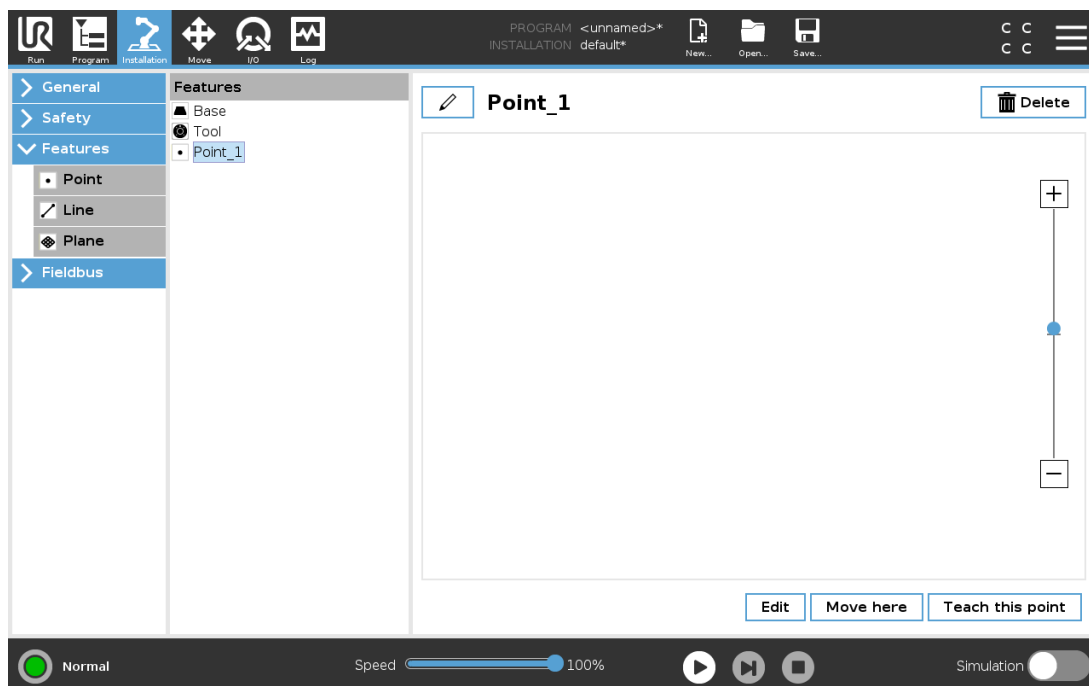 PROGRAM <unnamed>*
INSTALLATION default*
C C
C C
UR
Run
Program
Installation
Move
I/O
Log
New...
Open...
Save...
General
Safety
Features
Point
Line
Plane
Fieldbus
Features
Base
Tool
Point_1
Point_1
Delete
+
−
Edit
Move here
Teach this point
Normal
Speed
100%
Simulation